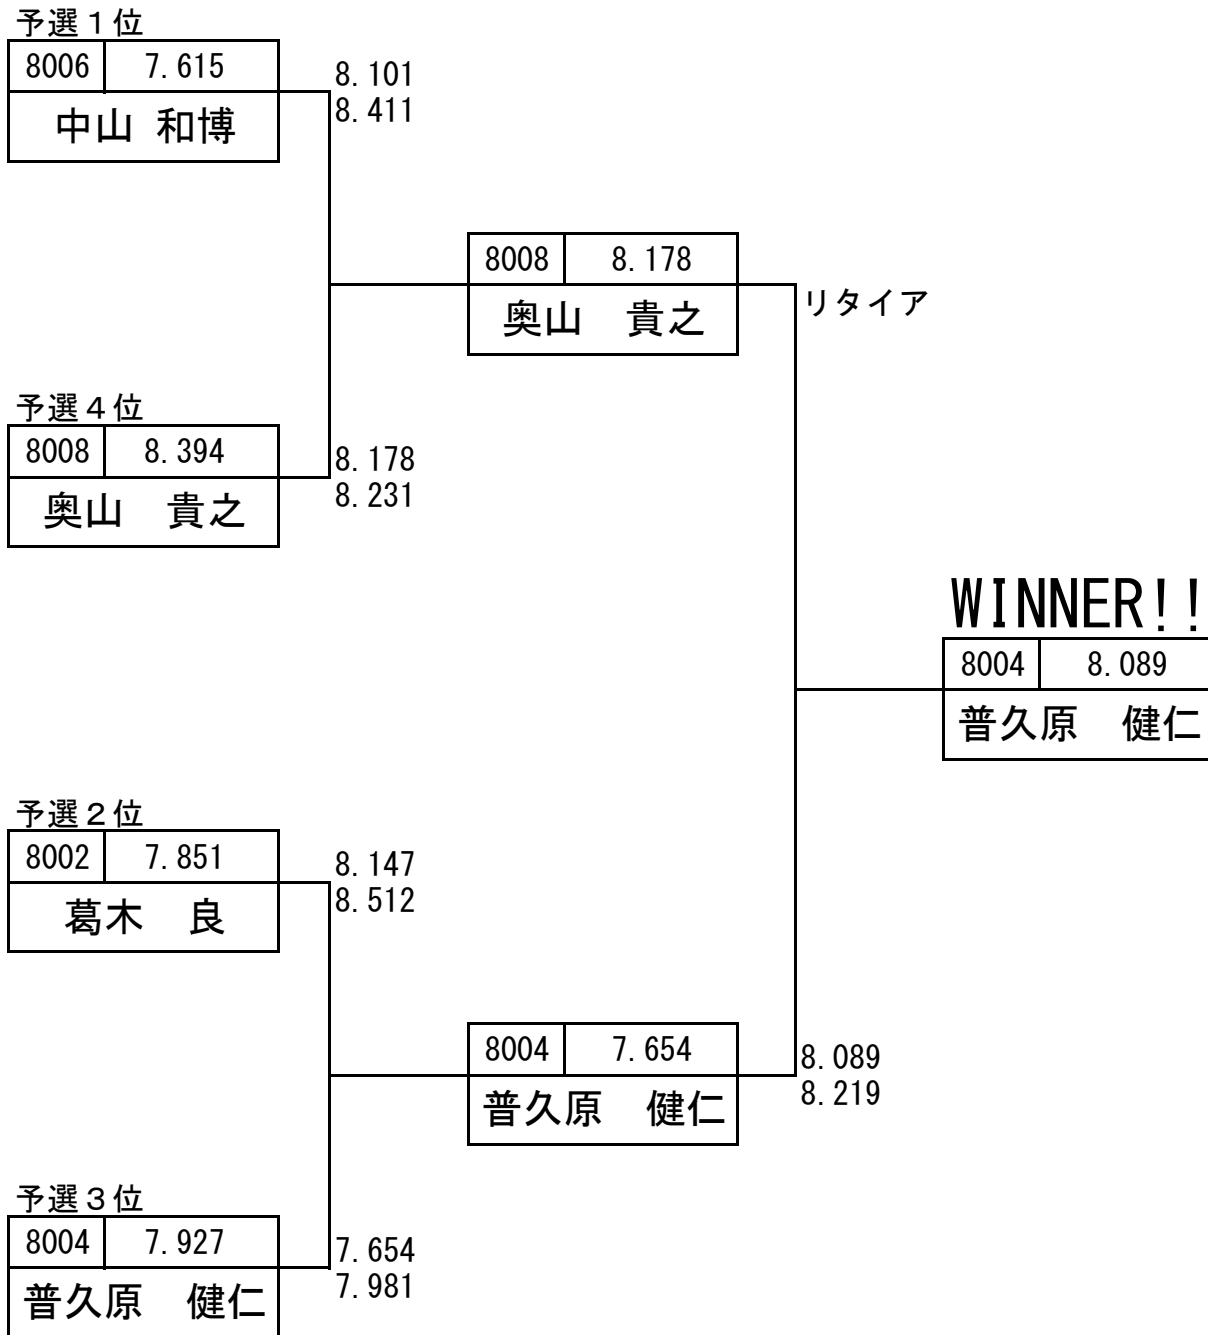 予選１位
8006 7.615
中山 和博
8.101
8.411
8008 8.178
奥山　貴之
リタイア
予選４位
8008 8.394
奥山　貴之
8.178
8.231
WINNER!!
8004 8.089
普久原　健仁
予選２位
8002 7.851
葛木　良
8.147
8.512
8004 7.654
普久原　健仁
8.089
8.219
予選３位
8004 7.927
普久原　健仁
7.654
7.981